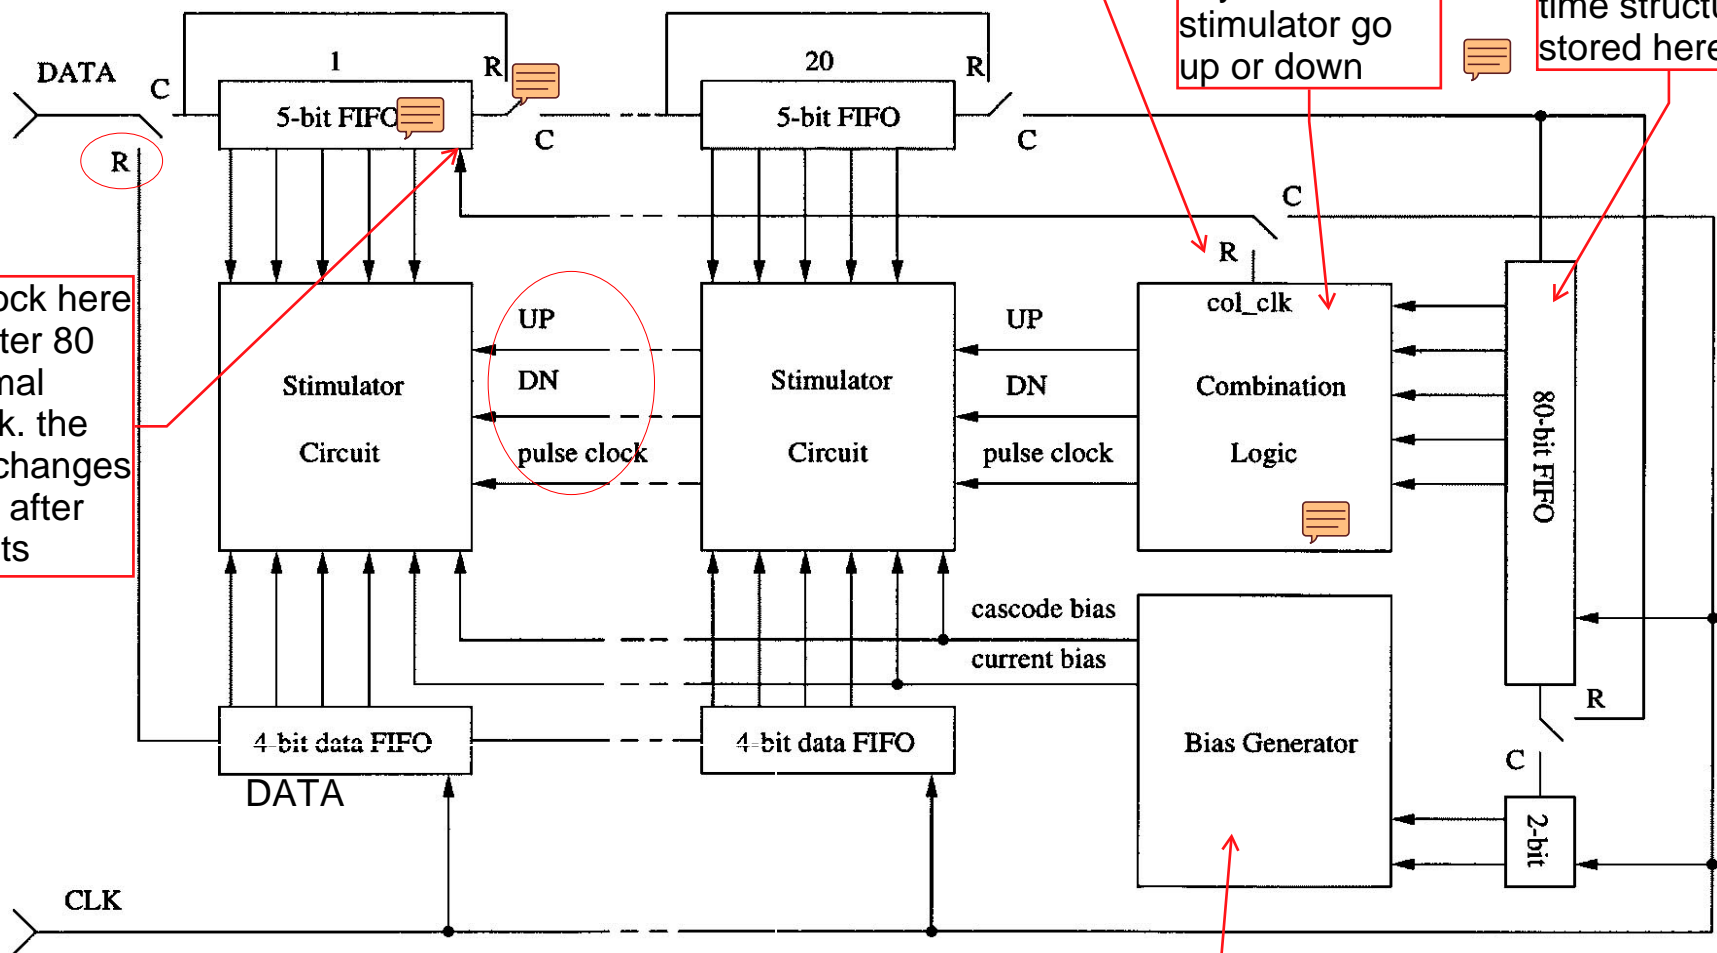 stimulator go
up or down
stored here
DATA
C
1
R
5-bit FIFO
C
R
20
R
5-bit FIFO
C
C
R
ock here
ter 80
mal
k. the
changes
after
ts
Stimulator
Circuit
UP
DN
pulse clock
Stimulator
Circuit
UP
DN
pulse clock
col_clk
Combination
Logic
80-bit FIFO
cascode bias
current bias
R
C
4-bit data FIFO
DATA
4-bit data FIFO
Bias Generator
2-bit
CLK